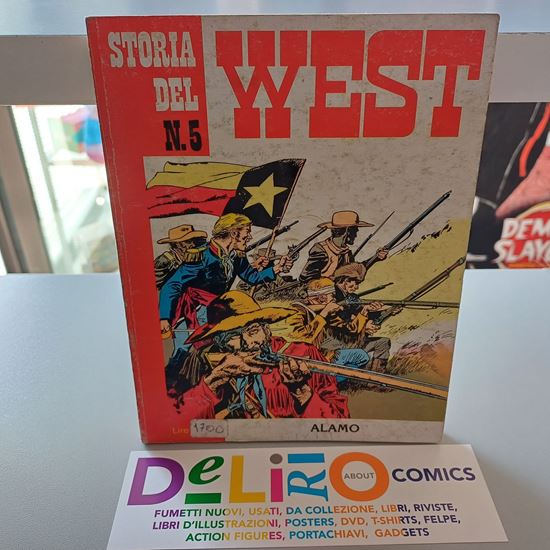 STORIA
DEL
N.5
WEST
DEM
SLAY
Lire 1700
ALAMO
DeLiRiO ABOUT COMICS
FUMETTI NUOVI, USATI, DA COLLEZIONE, LIBRI, RIVISTE,
LIBRI D'ILLUSTRAZIONI, POSTERS, DVD, T-SHIRTS, FELPE,
ACTION FIGURES, PORTACHIAVI, GADGETS